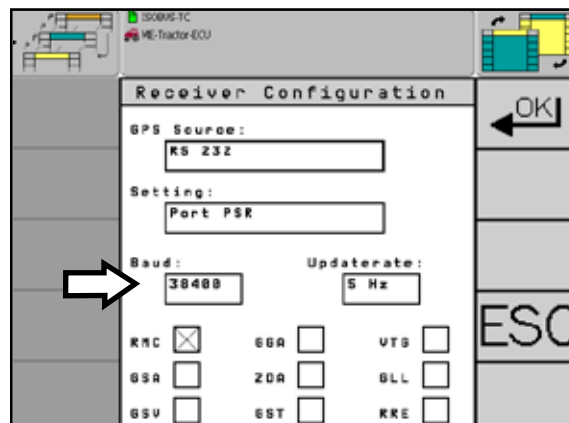 ISOBUS-TC
ME-Tractor-ECU
Receiver Configuration
OK
GPS Source:
RS 232
Setting:
Port PSR
Baud: Updaterate:
38400 5 Hz
ESC
RMC GGA VTG
GSA ZDA GLL
GSV GST RRE